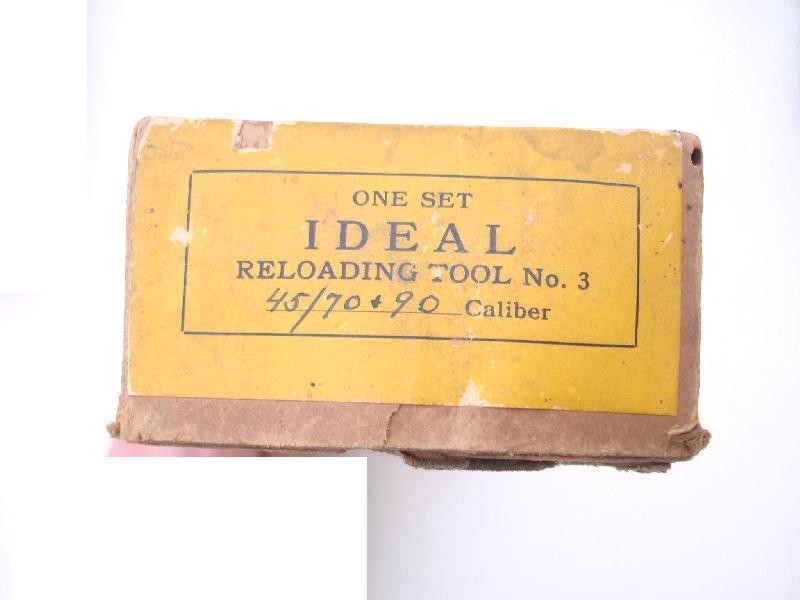 ONE SET
IDEAL
RELOADING TOOL No. 3
45/70 + 90 Caliber